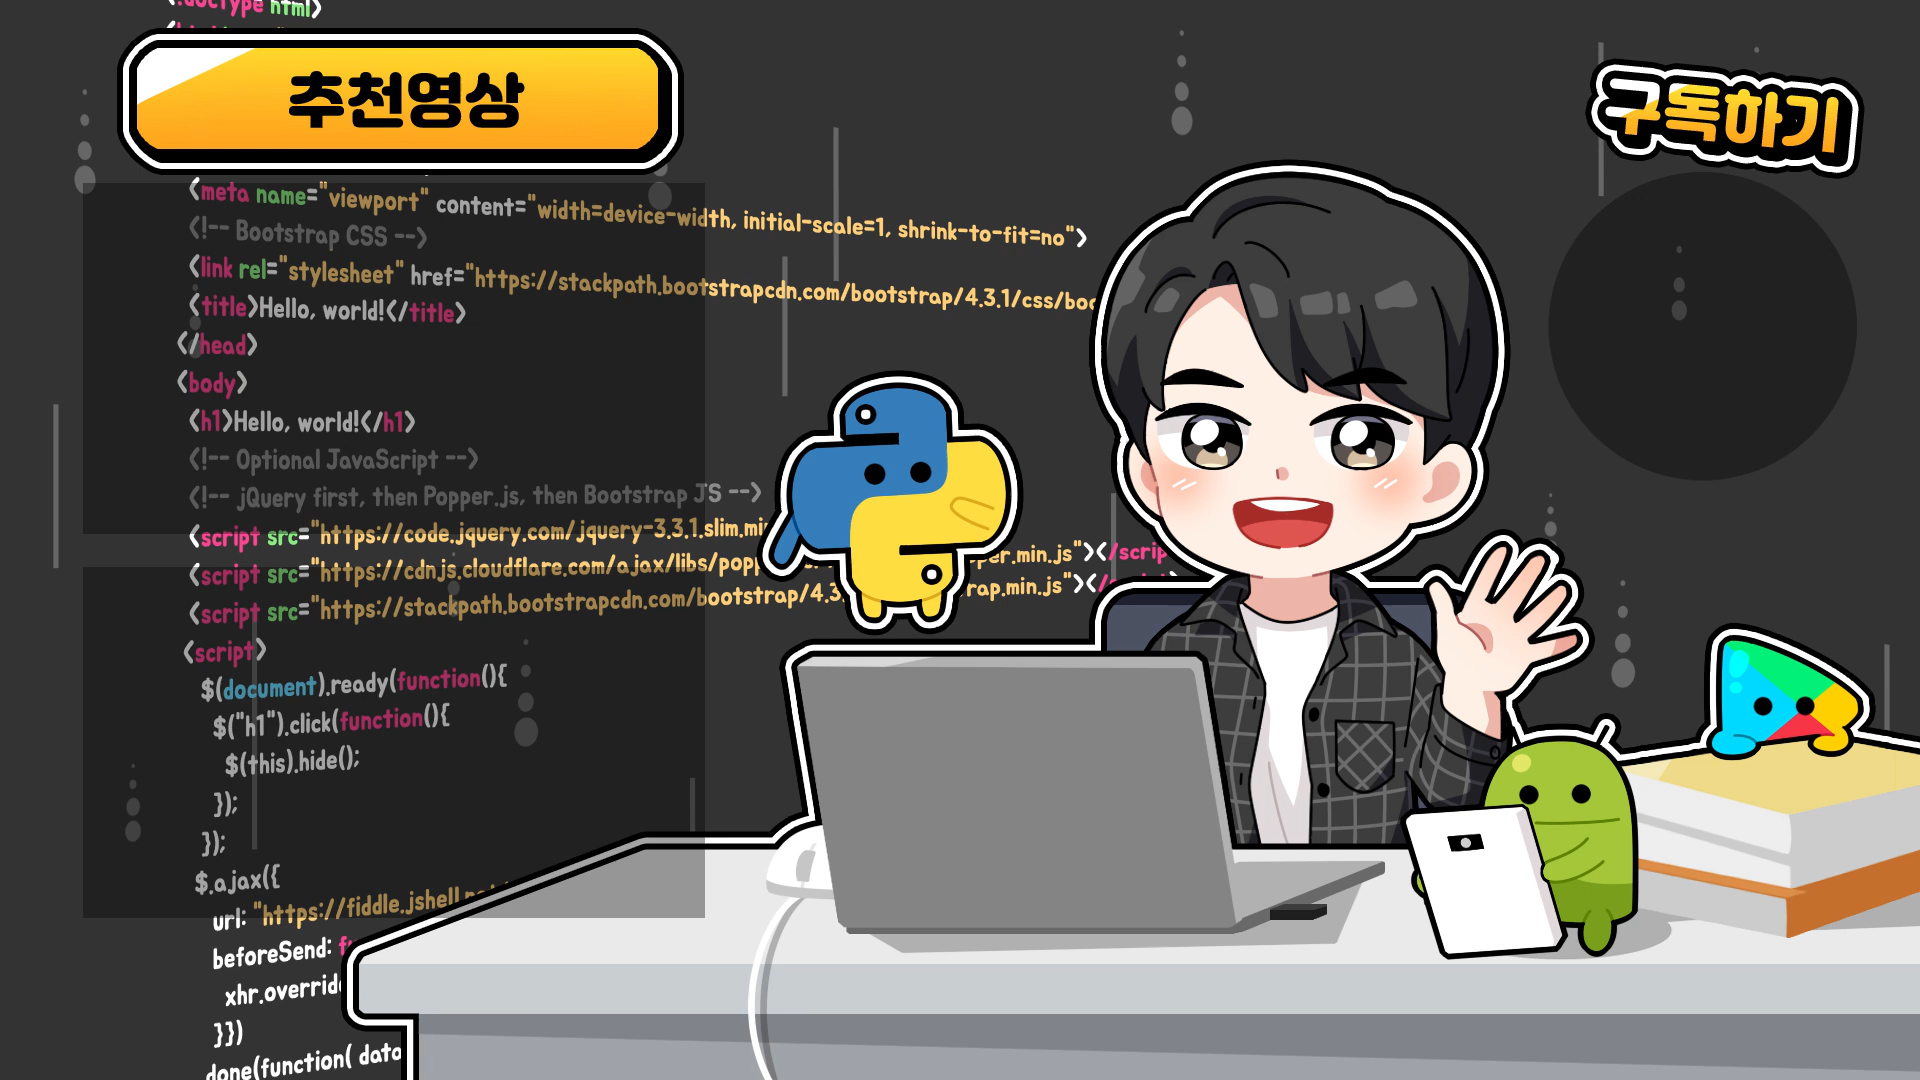 <!doctype html>
추천영상
구독하기
<meta name="viewport" content="width=device-width, initial-scale=1, shrink-to-fit=no">
<!-- Bootstrap CSS -->
<link rel="stylesheet" href="https://stackpath.bootstrapcdn.com/bootstrap/4.3.1/css/boo
<title>Hello, world!</title>
</head>
<body>
<h1>Hello, world!</h1>
<!-- Optional JavaScript -->
<!-- jQuery first, then Popper.js, then Bootstrap JS -->
<script src="https://code.jquery.com/jquery-3.3.1.slim.mi
<script src="https://cdnjs.cloudflare.com/ajax/libs/pop per.min.js"></scrip
<script src="https://stackpath.bootstrapcdn.com/bootstrap/4.3. rap.min.js"></
<script>
$(document).ready(function(){
$("h1").click(function(){
$(this).hide();
});
});
$.ajax({
url: "https://fiddle.jshell.n
beforeSend: f
xhr.overrid
}})
done(function( data